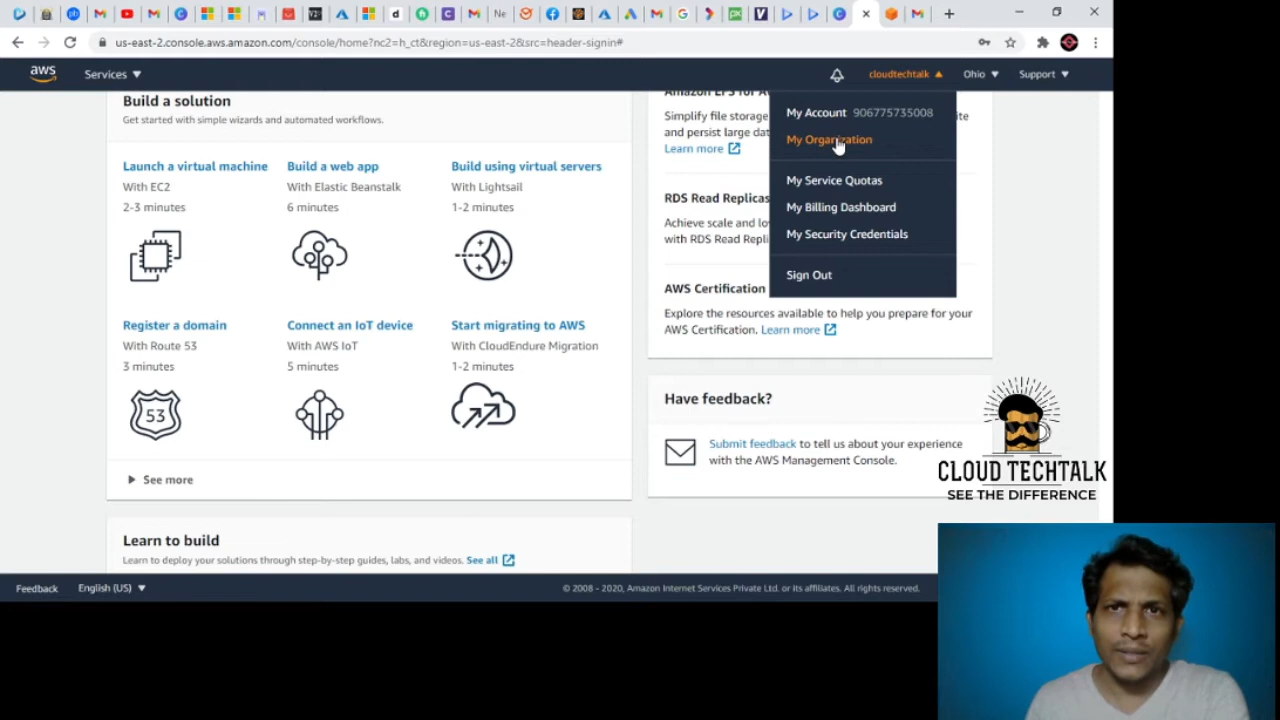 us-east-2.console.aws.amazon.com/console/home?nc2=h_ct&region=us-east-2&src=header-signin#
aws
Services
cloudtechtalk
Ohio
Support
Build a solution
Get started with simple wizards and automated workflows.
Launch a virtual machine
With EC2
2-3 minutes
Build a web app
With Elastic Beanstalk
6 minutes
Build using virtual servers
With Lightsail
1-2 minutes
Register a domain
With Route 53
3 minutes
53
Connect an IoT device
With AWS IoT
5 minutes
Start migrating to AWS
With CloudEndure Migration
1-2 minutes
See more
Learn to build
Learn to deploy your solutions through step-by-step guides, labs, and videos. See all
Simplify file storage
and persist large dat
Learn more
RDS Read Replicas
Achieve scale and lo
with RDS Read Repli
AWS Certification
Explore the resources available to help you prepare for your
AWS Certification. Learn more
My Account 906775735008
My Organization
My Service Quotas
My Billing Dashboard
My Security Credentials
Sign Out
Have feedback?
Submit feedback to tell us about your experience
with the AWS Management Console.
CLOUD TECHTALK
SEE THE DIFFERENCE
Feedback
English (US)
© 2008 - 2020, Amazon Internet Services Private Ltd. or its affiliates. All rights reserved.